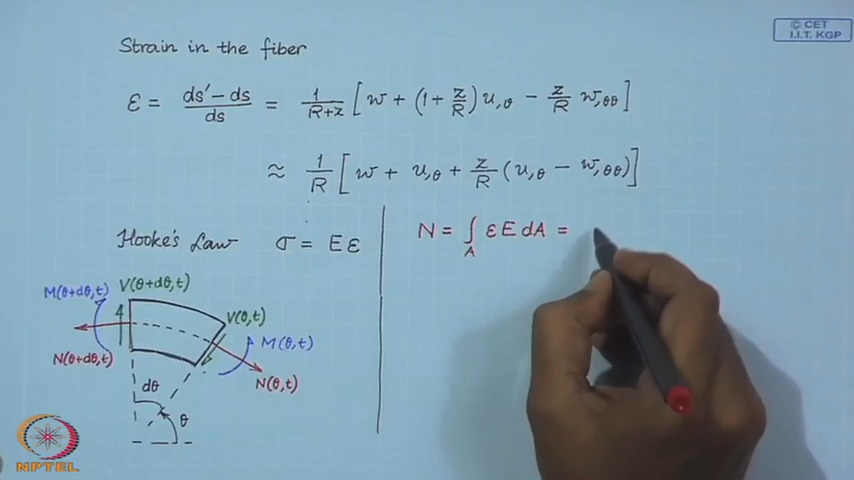 © CET
I.I.T. KGP
Strain in the fiber
ε = (ds' − ds)/ds = 1/(R+z) [w + (1 + z/R) u,θ − z/R w,θθ]
≈ 1/R [w + u,θ + z/R (u,θ − w,θθ)]
Hooke's Law σ = Eε
N = ∫_A ε E dA =
M(θ+dθ,t)
V(θ+dθ,t)
V(θ,t)
M(θ,t)
N(θ+dθ,t)
N(θ,t)
dθ
θ
NPTEL